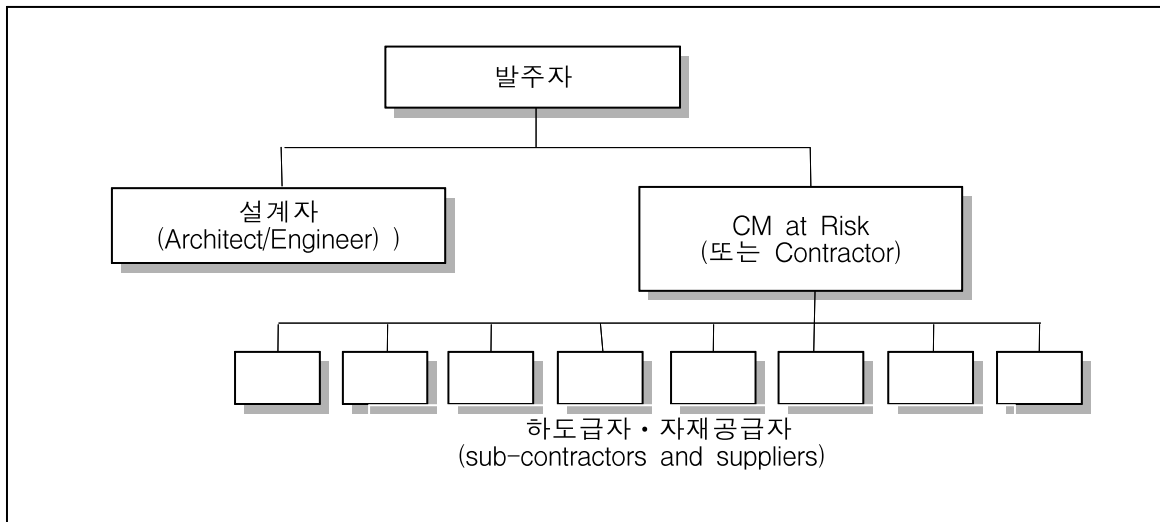 발주자
설계자
(Architect/Engineer) )
CM at Risk
(또는 Contractor)
하도급자・자재공급자
(sub-contractors and suppliers)